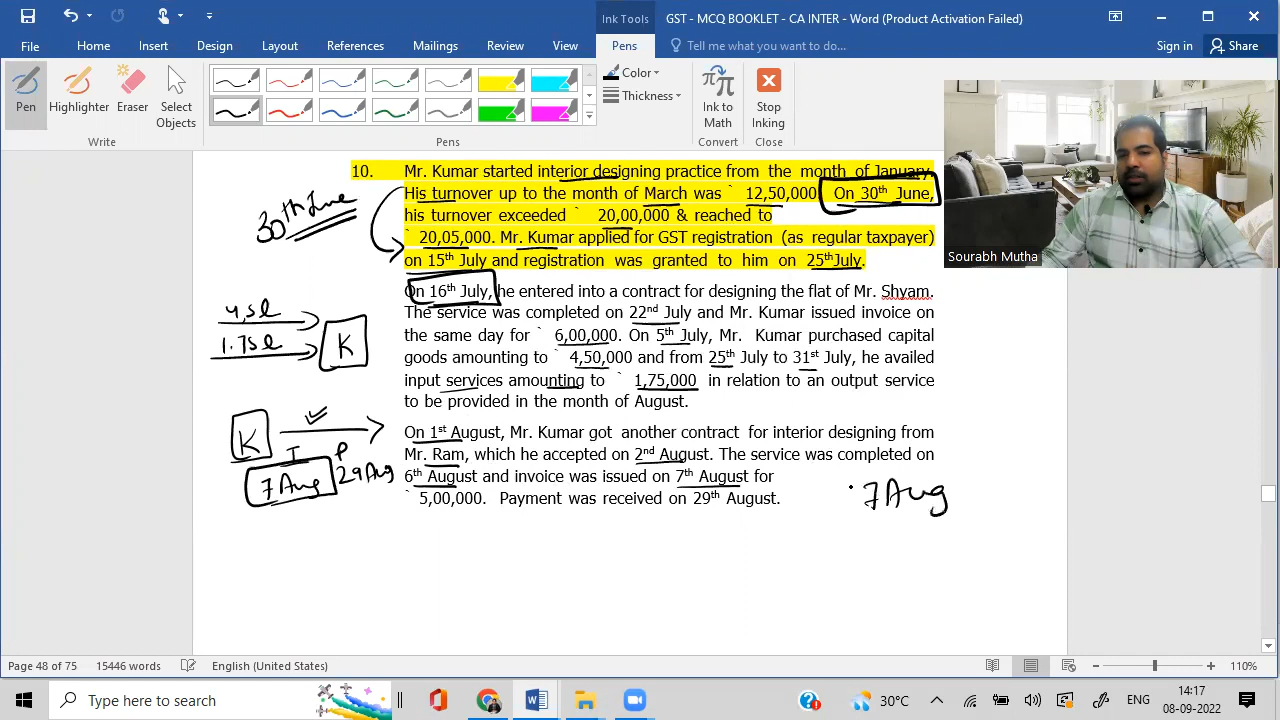 Ink Tools
GST - MCQ BOOKLET - CA INTER - Word (Product Activation Failed)
File Home Insert Design Layout References Mailings Review View Pens Tell me what you want to do... Sign in Share
Pen Highlighter Eraser Select Objects
Color
Thickness
Ink to Math
Stop Inking
Write Pens Convert Close
10. Mr. Kumar started interior designing practice from the month of January.
His turnover up to the month of March was ` 12,50,000. On 30th June,
his turnover exceeded ` 20,00,000 & reached to
` 20,05,000. Mr. Kumar applied for GST registration (as regular taxpayer)
on 15th July and registration was granted to him on 25thJuly.
On 16th July, he entered into a contract for designing the flat of Mr. Shyam.
The service was completed on 22nd July and Mr. Kumar issued invoice on
the same day for ` 6,00,000. On 5th July, Mr. Kumar purchased capital
goods amounting to ` 4,50,000 and from 25th July to 31st July, he availed
input services amounting to ` 1,75,000 in relation to an output service
to be provided in the month of August.
On 1st August, Mr. Kumar got another contract for interior designing from
Mr. Ram, which he accepted on 2nd August. The service was completed on
6th August and invoice was issued on 7th August for
` 5,00,000. Payment was received on 29th August.
30th June
4.5l
1.75l
K
K
I P
7 Aug 29 Aug
7 Aug
Sourabh Mutha
Page 48 of 75 15446 words English (United States) 110%
Type here to search
30°C ENG 14:17
08-09-2022